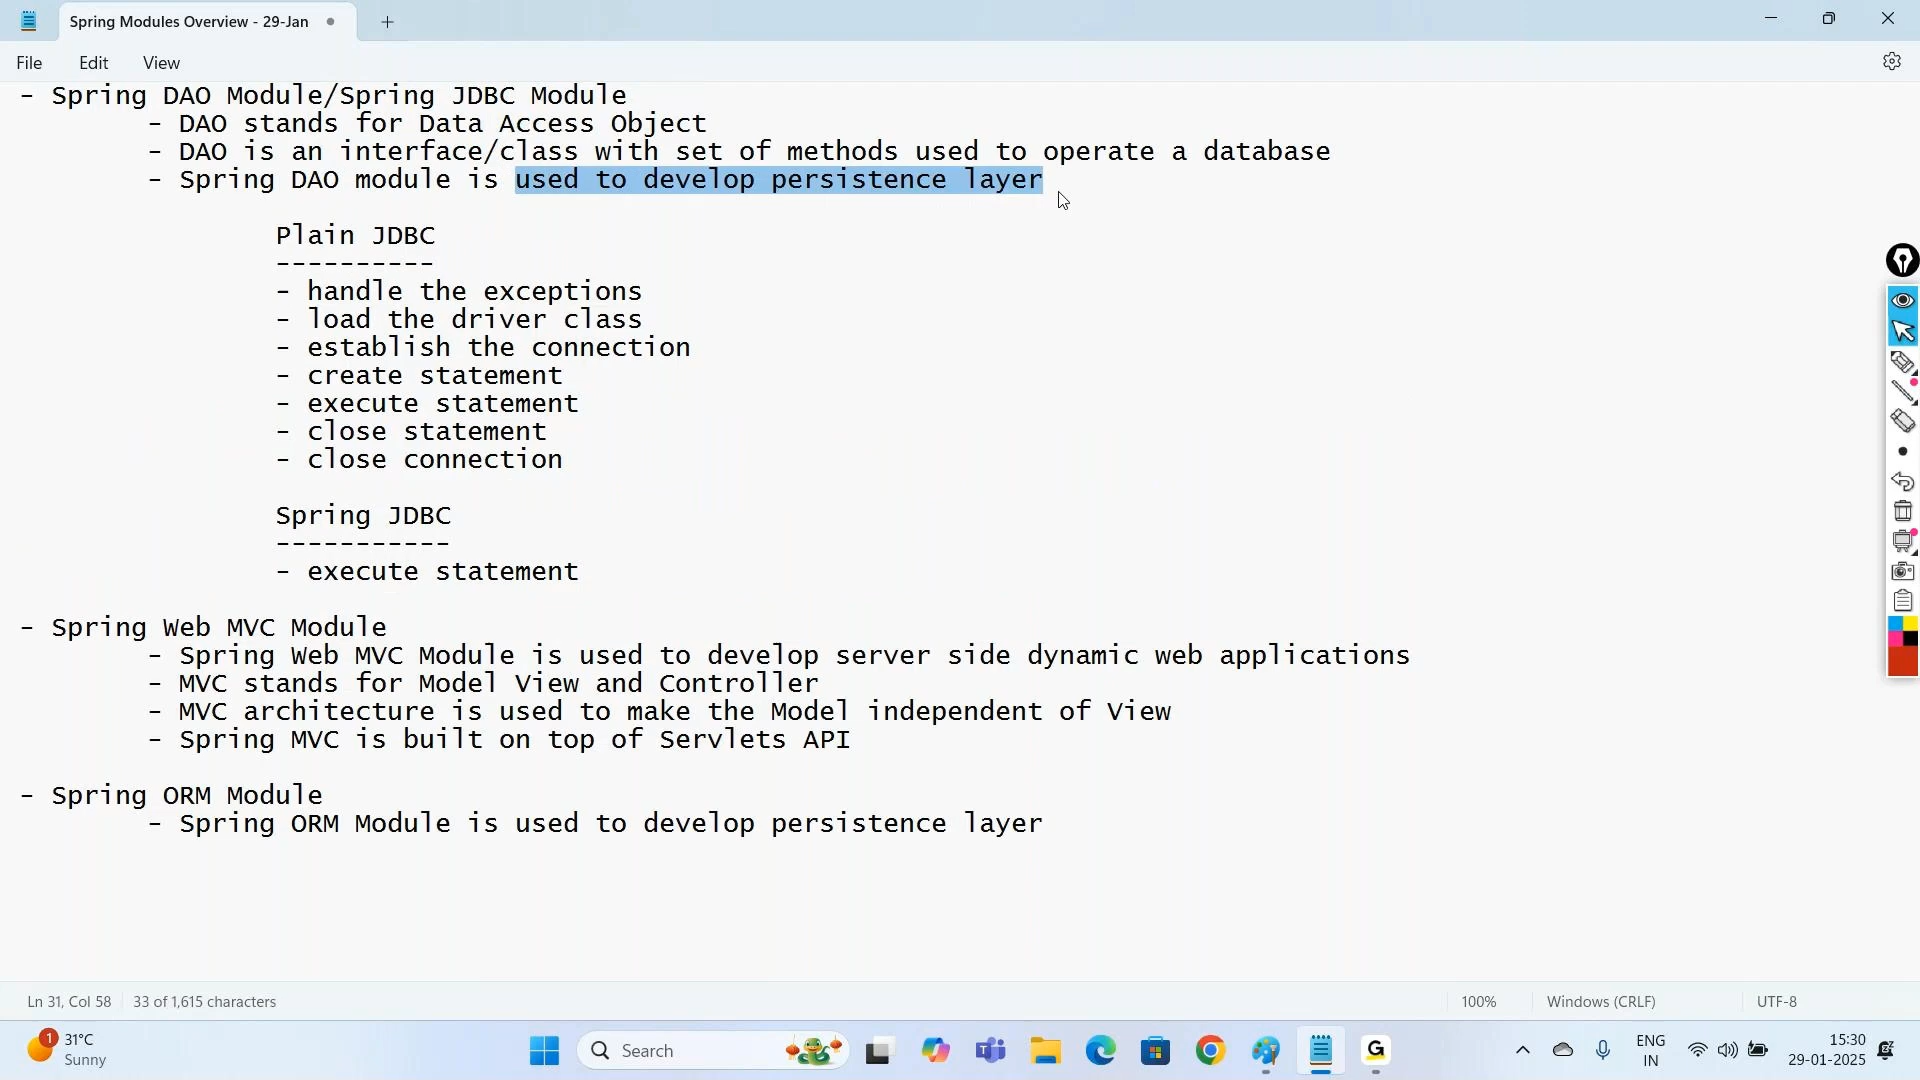 Spring Modules Overview - 29-Jan
File Edit View
- Spring DAO Module/Spring JDBC Module
- DAO stands for Data Access Object
- DAO is an interface/class with set of methods used to operate a database
- Spring DAO module is used to develop persistence layer
Plain JDBC
----------
- handle the exceptions
- load the driver class
- establish the connection
- create statement
- execute statement
- close statement
- close connection
Spring JDBC
-----------
- execute statement
- Spring Web MVC Module
- Spring Web MVC Module is used to develop server side dynamic web applications
- MVC stands for Model View and Controller
- MVC architecture is used to make the Model independent of View
- Spring MVC is built on top of Servlets API
- Spring ORM Module
- Spring ORM Module is used to develop persistence layer
Ln 31, Col 58 33 of 1,615 characters 100% Windows (CRLF) UTF-8
1 31°C Search ENG 15:30
Sunny IN 29-01-2025